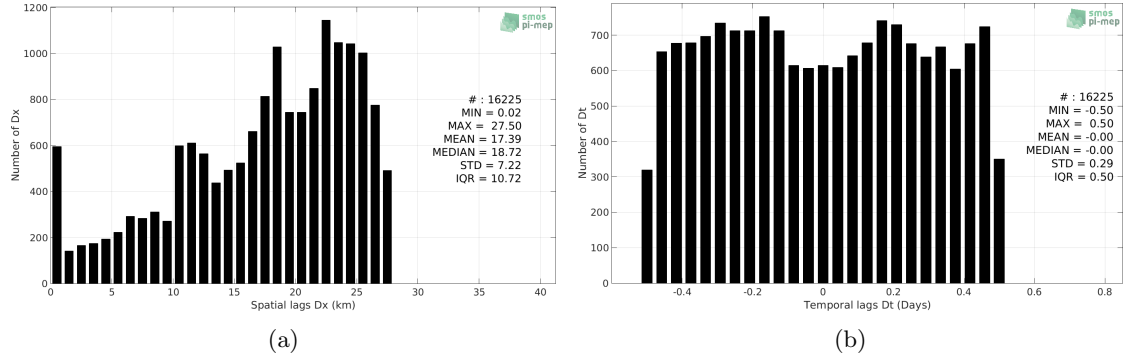 smos
pi-mep
Number of Dx
1200
1000
800
600
400
200
0
# : 16225
MIN = 0.02
MAX = 27.50
MEAN = 17.39
MEDIAN = 18.72
STD = 7.22
IQR = 10.72
0 5 10 15 20 25 30 35 40
Spatial lags Dx (km)
(a)
smos
pi-mep
Number of Dt
700
600
500
400
300
200
100
0
# : 16225
MIN = -0.50
MAX = 0.50
MEAN = -0.00
MEDIAN = -0.00
STD = 0.29
IQR = 0.50
-0.4 -0.2 0 0.2 0.4 0.6 0.8
Temporal lags Dt (Days)
(b)